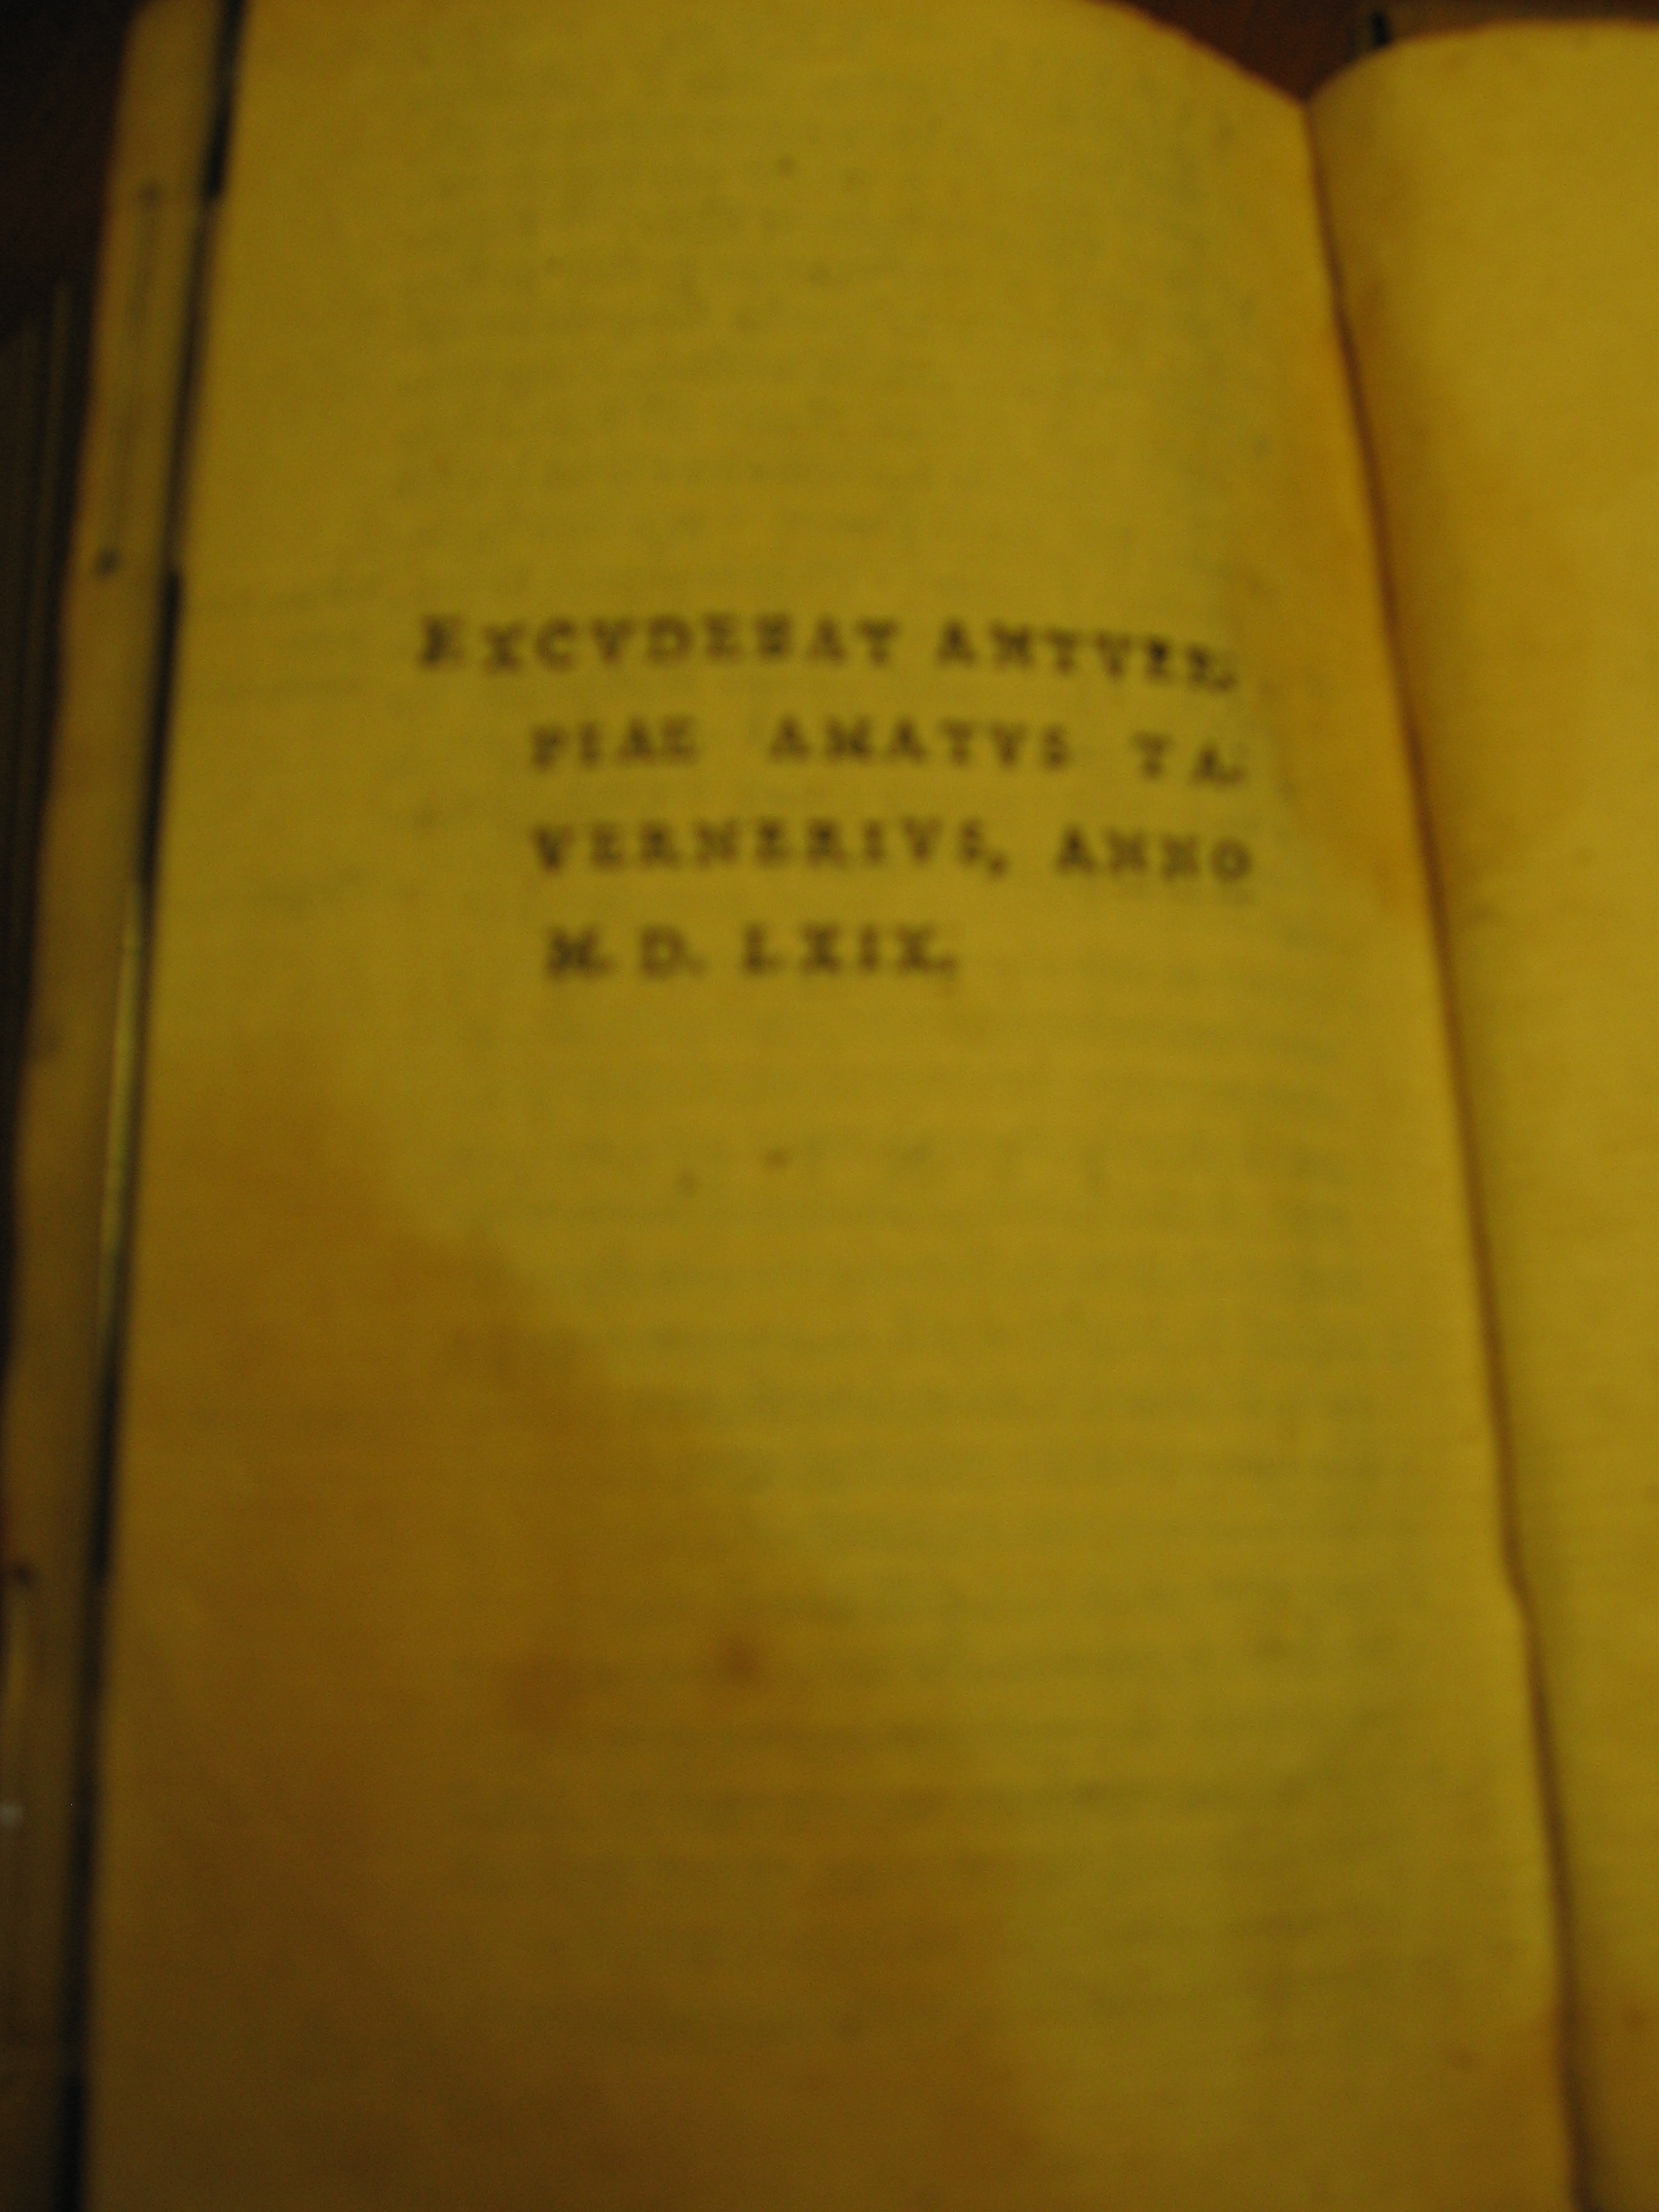 EXCVDEBAT ANTVER-
PIAE AMATVS TA-
VERNERIVS, ANNO
M. D. LXIX.